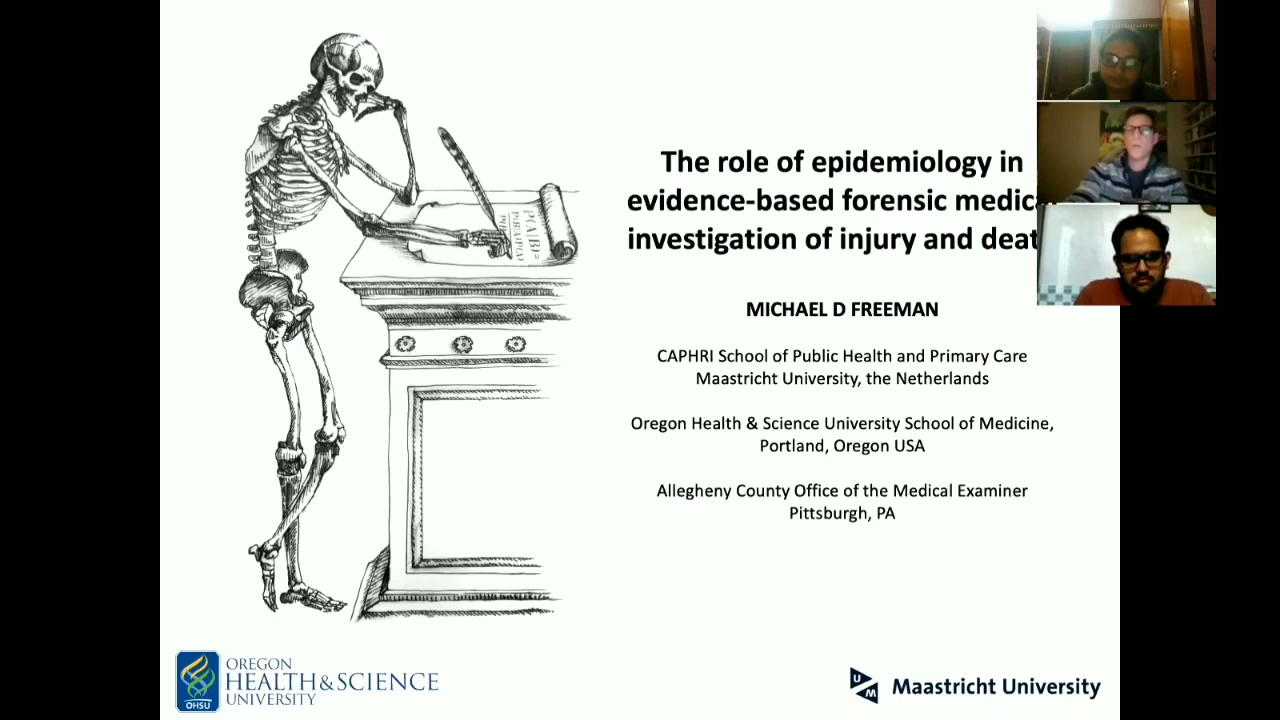 The role of epidemiology in
evidence-based forensic medic
investigation of injury and deat
MICHAEL D FREEMAN
CAPHRI School of Public Health and Primary Care
Maastricht University, the Netherlands
Oregon Health & Science University School of Medicine,
Portland, Oregon USA
Allegheny County Office of the Medical Examiner
Pittsburgh, PA
OREGON
HEALTH&SCIENCE
UNIVERSITY
OHSU
UM
Maastricht University